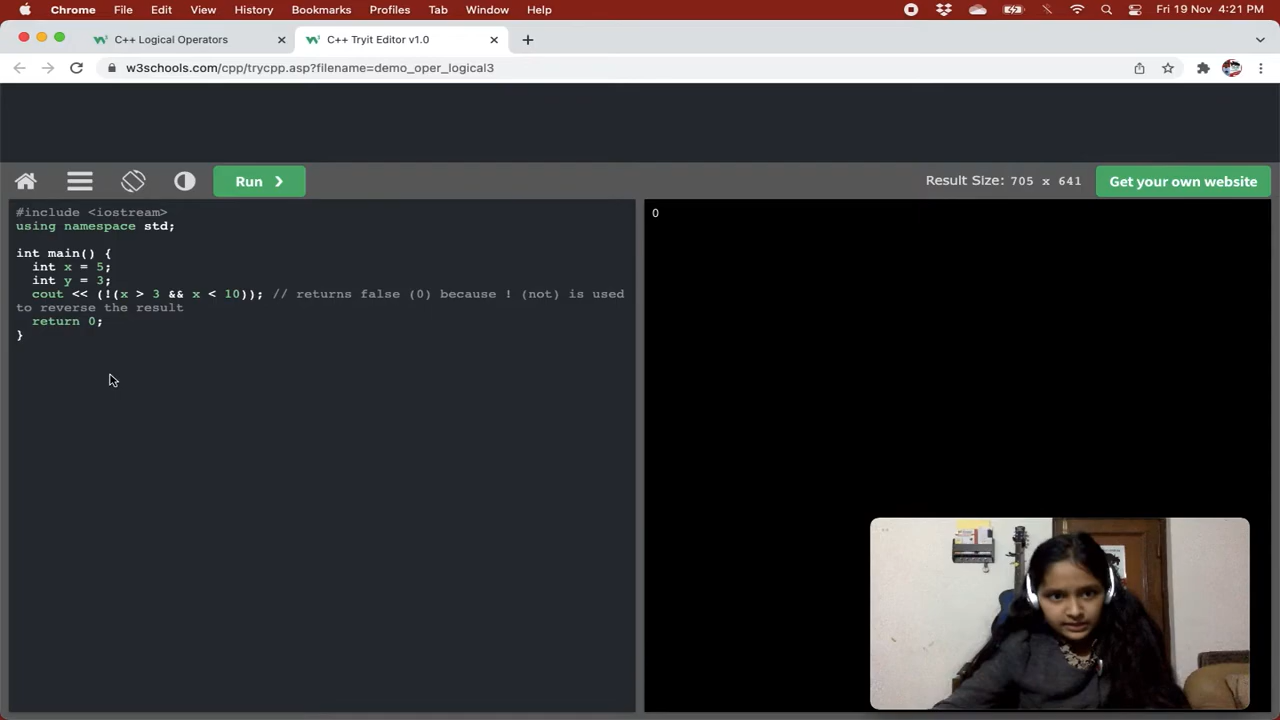 Chrome File Edit View History Bookmarks Profiles Tab Window Help Fri 19 Nov 4:21 PM
C++ Logical Operators
C++ Tryit Editor v1.0
w3schools.com/cpp/trycpp.asp?filename=demo_oper_logical3
Run
Result Size: 705 x 641
Get your own website
#include <iostream>
using namespace std;
int main() {
int x = 5;
int y = 3;
cout << (!(x > 3 && x < 10)); // returns false (0) because ! (not) is used
to reverse the result
return 0;
}
0